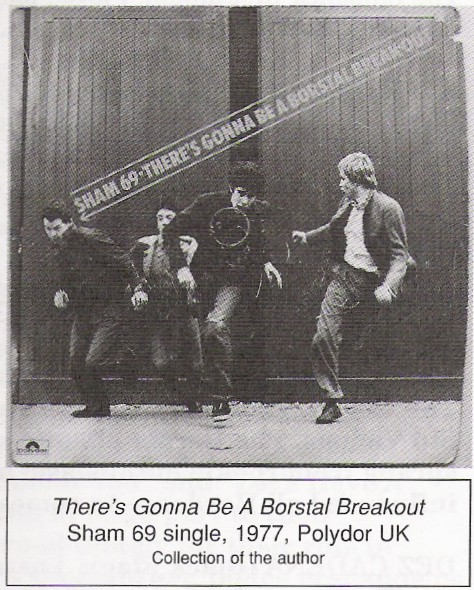 SHAM 69·THERE'S GONNA BE A BORSTAL BREAKOUT
Polydor
There's Gonna Be A Borstal Breakout
Sham 69 single, 1977, Polydor UK
Collection of the author